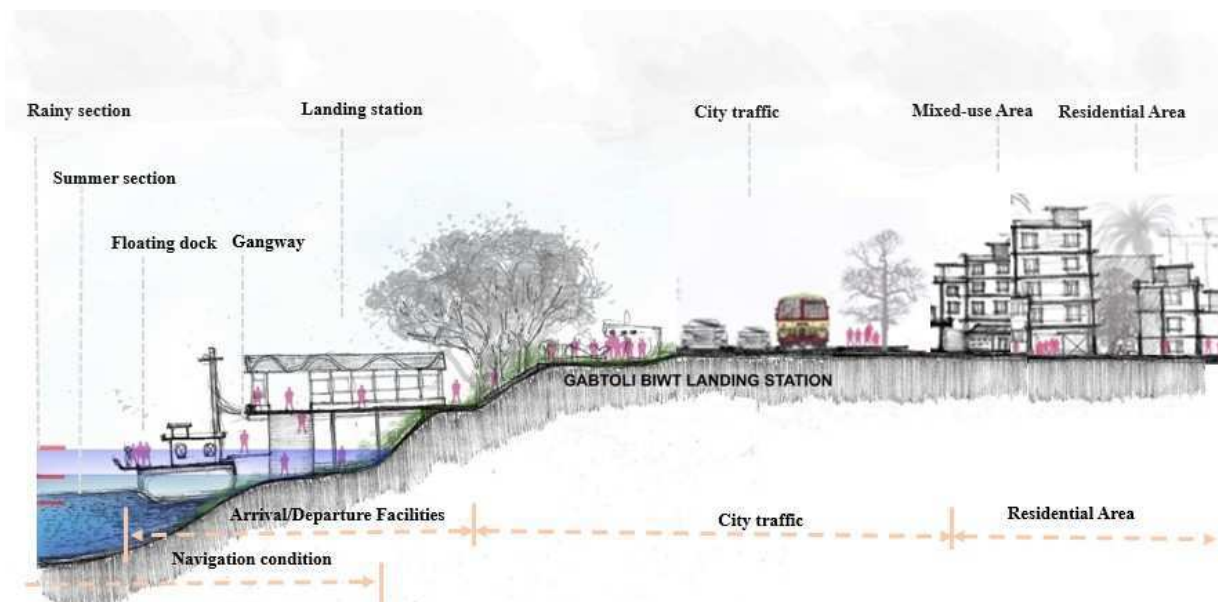 Rainy section
Landing station
City traffic
Mixed-use Area
Residential Area
Summer section
Floating dock
Gangway
GABTOLI BIWT LANDING STATION
Arrival/Departure Facilities
City traffic
Residential Area
Navigation condition